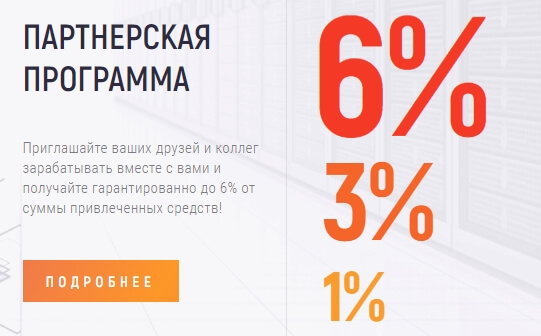 ПАРТНЕРСКАЯ
ПРОГРАММА
Приглашайте ваших друзей и коллег
зарабатывать вместе с вами и
получайте гарантированно до 6% от
суммы привлеченных средств!
ПОДРОБНЕЕ
6%
3%
1%